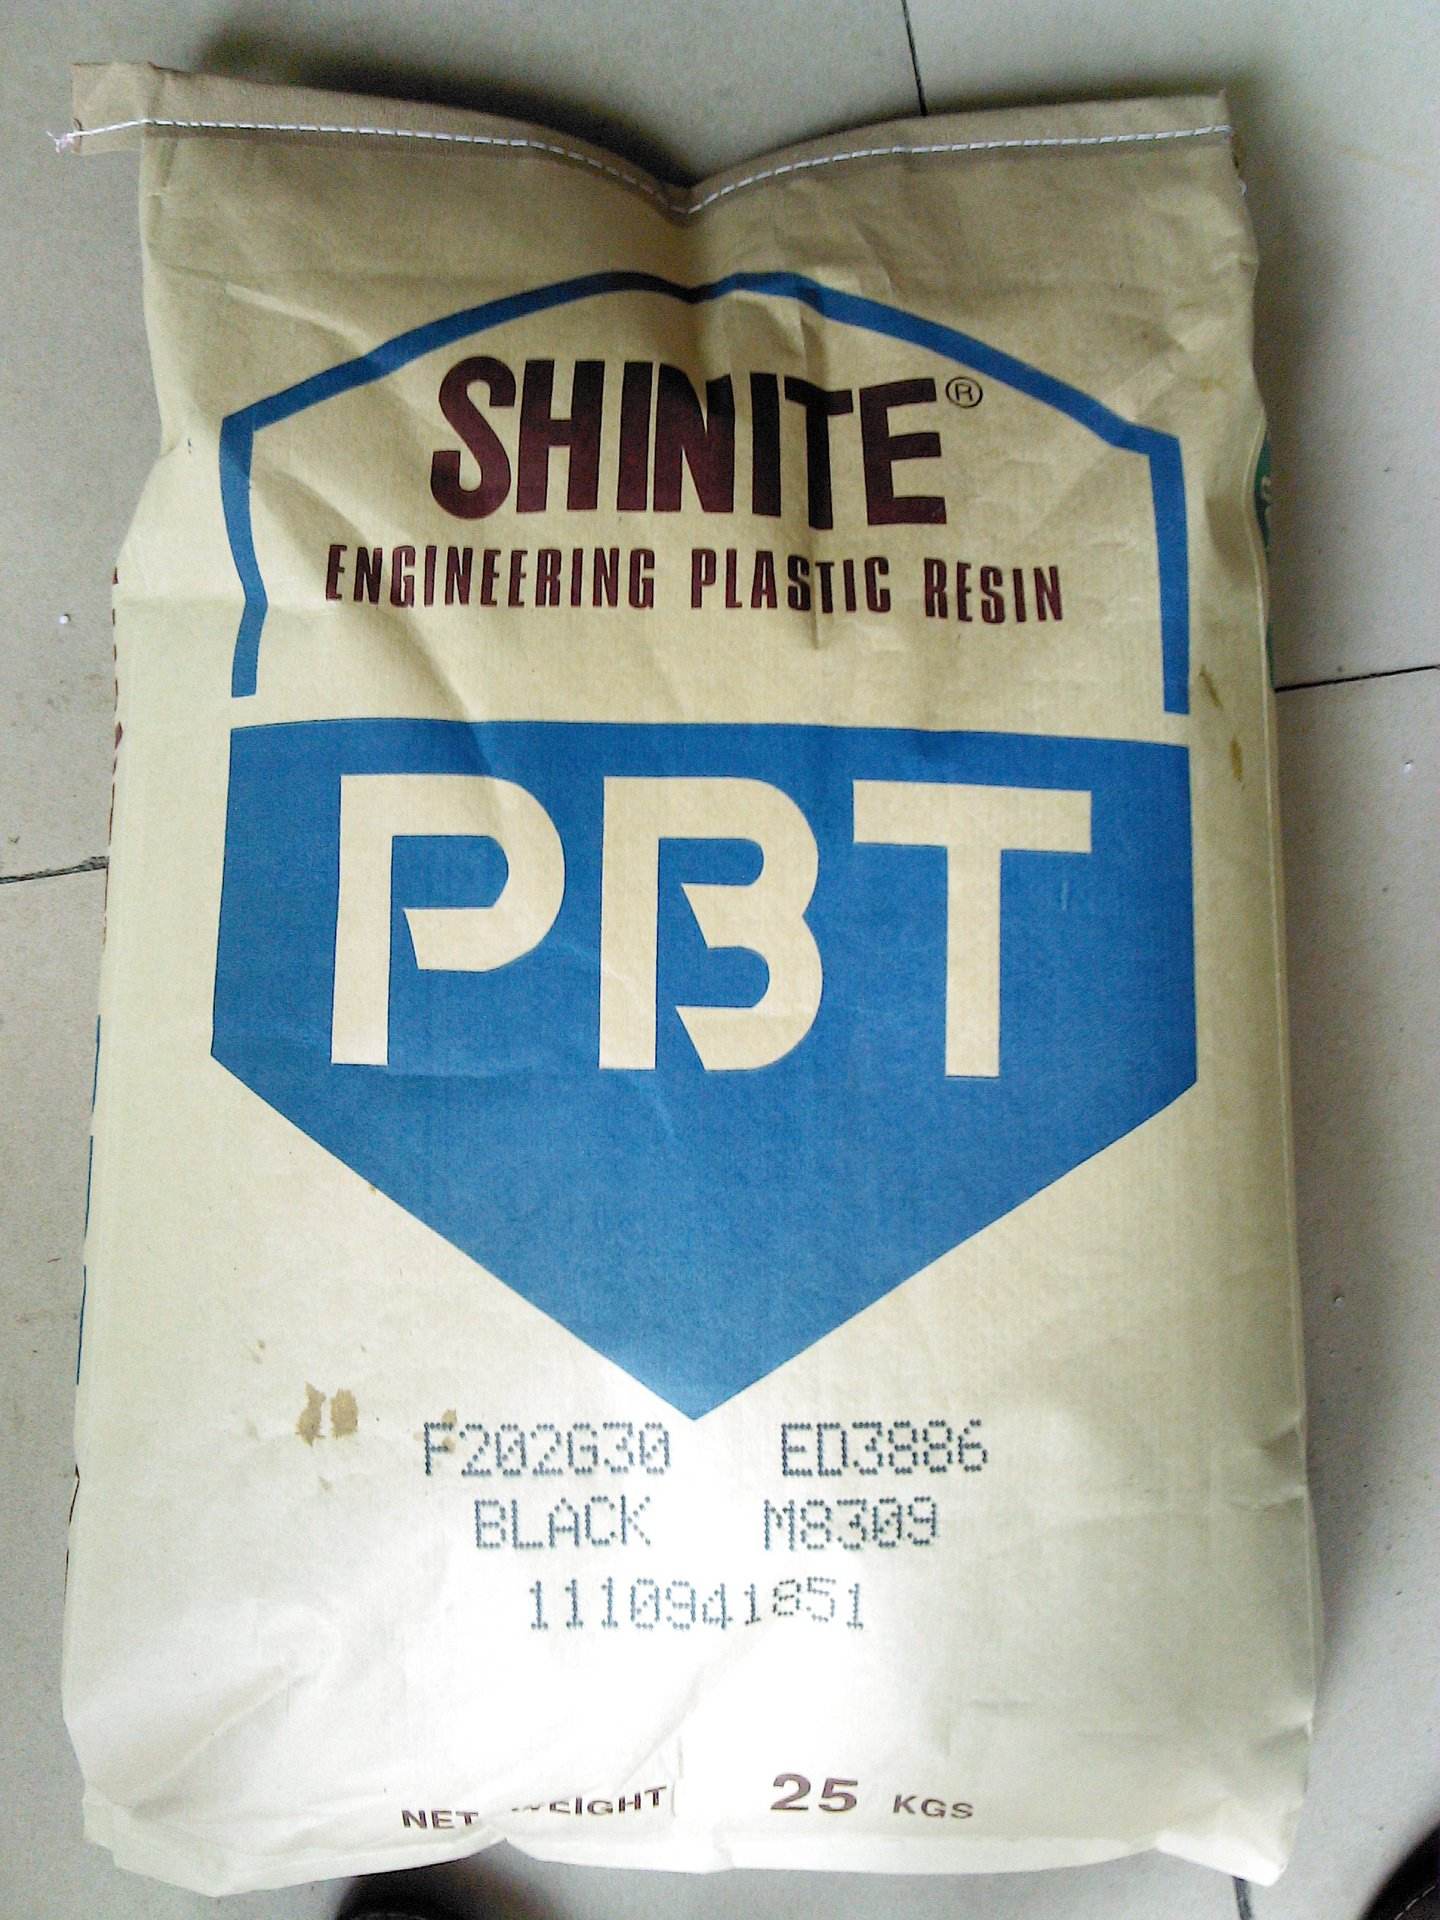 SHINITE®
ENGINEERING PLASTIC RESIN
PBT
F202G30 ED3886
BLACK M8309
1110941851
NET WEIGHT 25 KGS